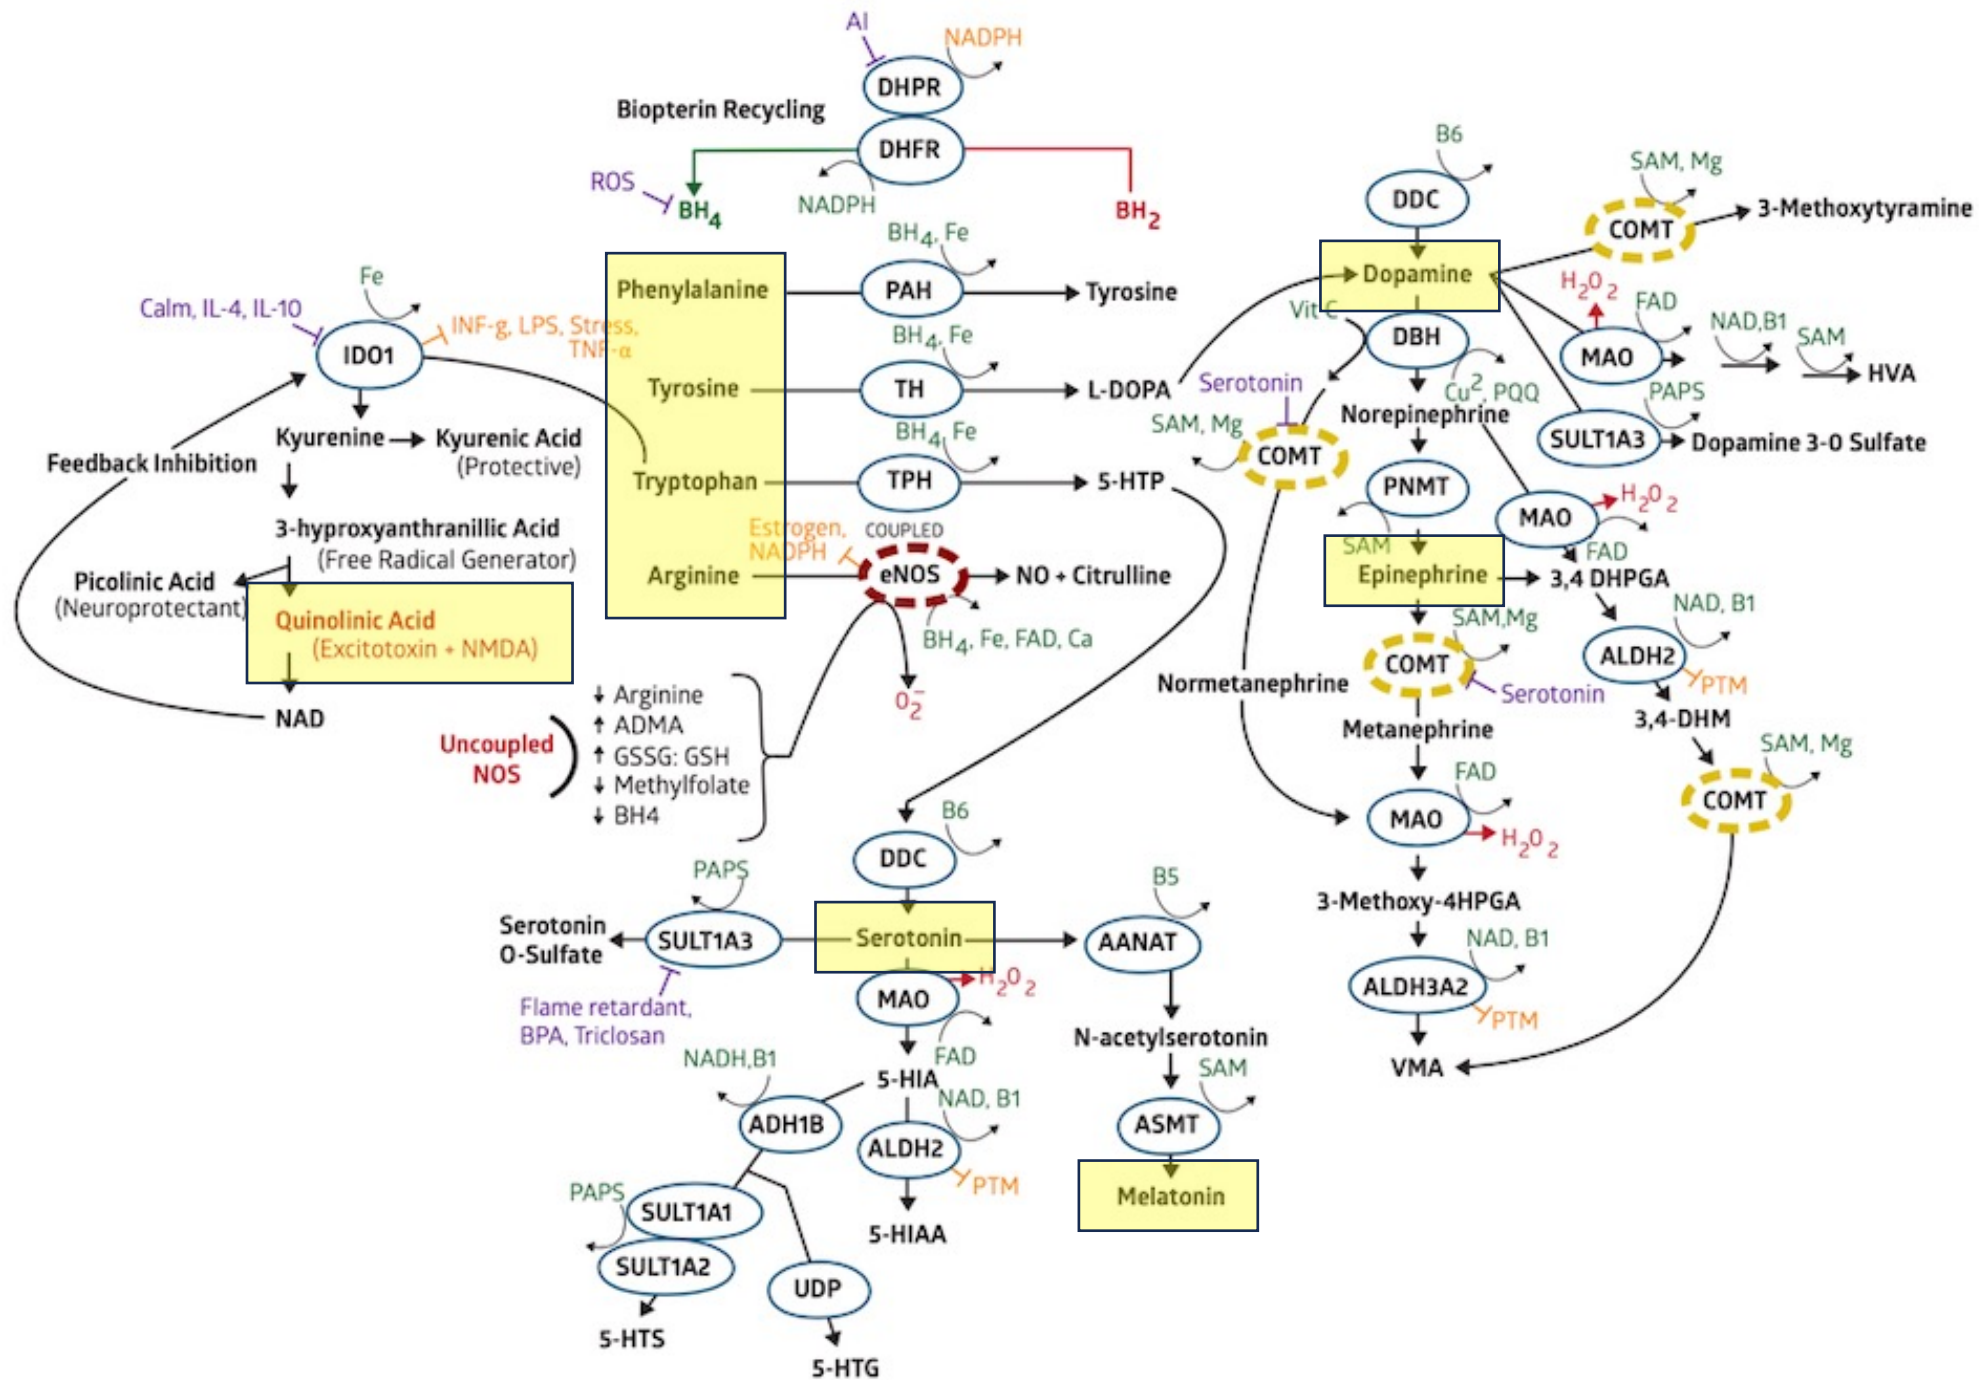 AI
NADPH
DHPR
Biopterin Recycling
DHFR
ROS
NADPH
BH4
BH2
BH4, Fe
Phenylalanine
PAH
Tyrosine
BH4, Fe
Tyrosine
TH
L-DOPA
BH4, Fe
Tryptophan
TPH
5-HTP
Estrogen,
NADPH
COUPLED
Arginine
eNOS
NO + Citrulline
BH4, Fe, FAD, Ca
O2-
Fe
Calm, IL-4, IL-10
INF-g, LPS, Stress,
TNF-α
IDO1
Kyurenine
Kyurenic Acid
(Protective)
Feedback Inhibition
3-hyproxyanthranillic Acid
(Free Radical Generator)
Picolinic Acid
(Neuroprotectant)
Quinolinic Acid
(Excitotoxin + NMDA)
NAD
Uncoupled
NOS
Arginine
ADMA
GSSG: GSH
Methylfolate
BH4
B6
DDC
PAPS
Serotonin
O-Sulfate
SULT1A3
Serotonin
Flame retardant,
BPA, Triclosan
MAO
H2O2
FAD
B5
AANAT
N-acetylserotonin
SAM
ASMT
Melatonin
NADH,B1
5-HIA
NAD, B1
ADH1B
ALDH2
PTM
5-HIAA
PAPS
SULT1A1
SULT1A2
UDP
5-HTS
5-HTG
B6
DDC
SAM, Mg
COMT
3-Methoxytyramine
Dopamine
H2O2
FAD
MAO
NAD,B1
SAM
HVA
PAPS
SULT1A3
Dopamine 3-O Sulfate
Vit C
DBH
Cu2, PQQ
Serotonin
Norepinephrine
SAM, Mg
COMT
PNMT
SAM
MAO
H2O2
FAD
Epinephrine
3,4 DHPGA
SAM,Mg
NAD, B1
COMT
ALDH2
PTM
Serotonin
3,4-DHM
Normetanephrine
Metanephrine
SAM, Mg
COMT
FAD
MAO
H2O2
3-Methoxy-4HPGA
NAD, B1
ALDH3A2
PTM
VMA